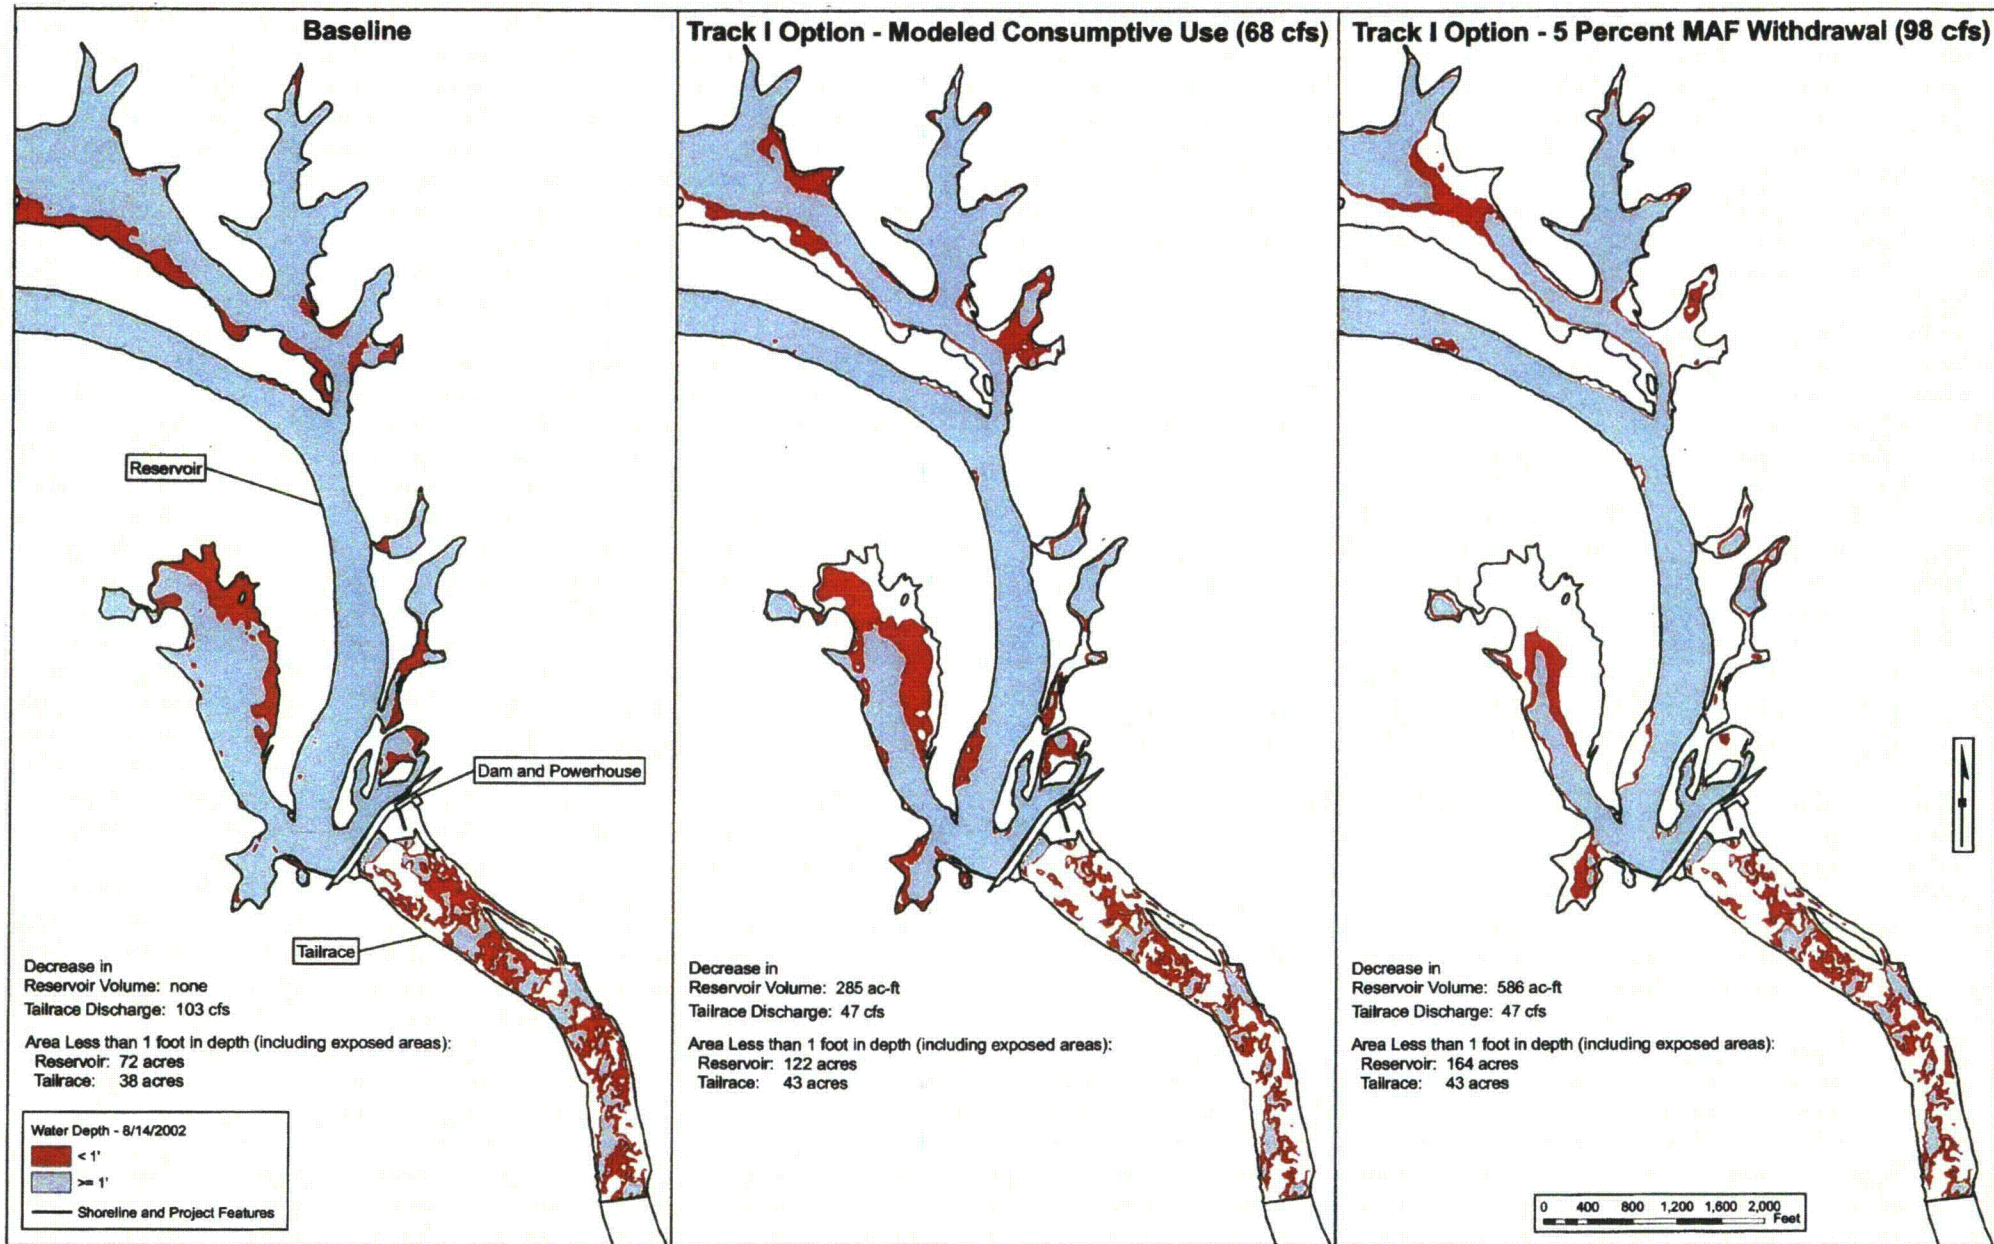 Baseline
Reservoir
Dam and Powerhouse
Tailrace
Decrease in
Reservoir Volume: none
Tailrace Discharge: 103 cfs
Area Less than 1 foot in depth (including exposed areas):
Reservoir: 72 acres
Tailrace: 38 acres
Water Depth - 8/14/2002
< 1'
>= 1'
Shoreline and Project Features
Track I Option - Modeled Consumptive Use (68 cfs)
Decrease in
Reservoir Volume: 285 ac-ft
Tailrace Discharge: 47 cfs
Area Less than 1 foot in depth (including exposed areas):
Reservoir: 122 acres
Tailrace: 43 acres
Track I Option - 5 Percent MAF Withdrawal (98 cfs)
Decrease in
Reservoir Volume: 586 ac-ft
Tailrace Discharge: 47 cfs
Area Less than 1 foot in depth (including exposed areas):
Reservoir: 164 acres
Tailrace: 43 acres
0 400 800 1,200 1,600 2,000
Feet